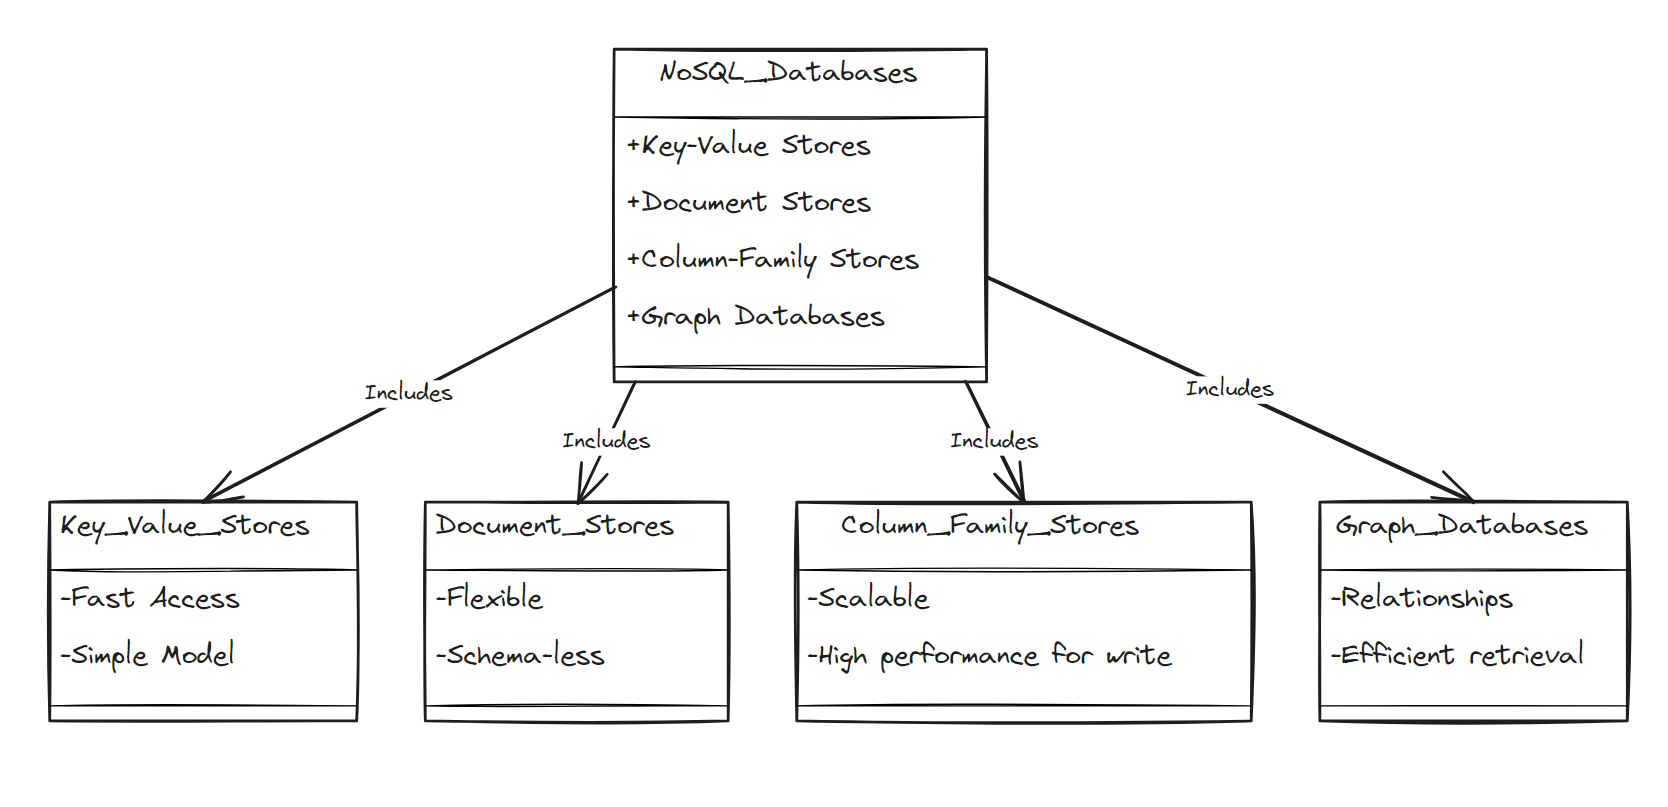 NoSQL_Databases
+Key-Value Stores
+Document Stores
+Column-Family Stores
+Graph Databases
Includes
Includes
Includes
Includes
Key_Value_Stores
-Fast Access
-Simple Model
Document_Stores
-Flexible
-Schema-less
Column_Family_Stores
-Scalable
-High performance for write
Graph_Databases
-Relationships
-Efficient retrieval